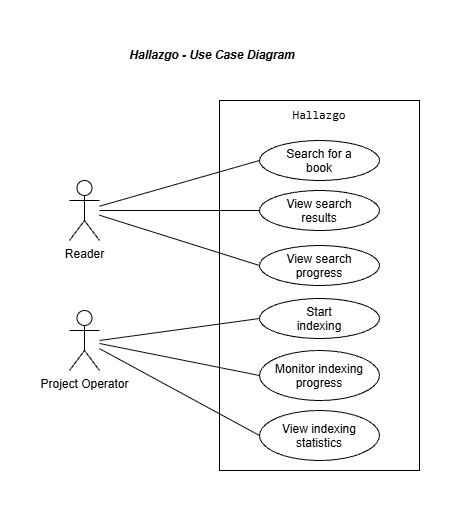 Hallazgo - Use Case Diagram
Hallazgo
Search for a
book
View search
results
Reader
View search
progress
Start
indexing
Project Operator
Monitor indexing
progress
View indexing
statistics